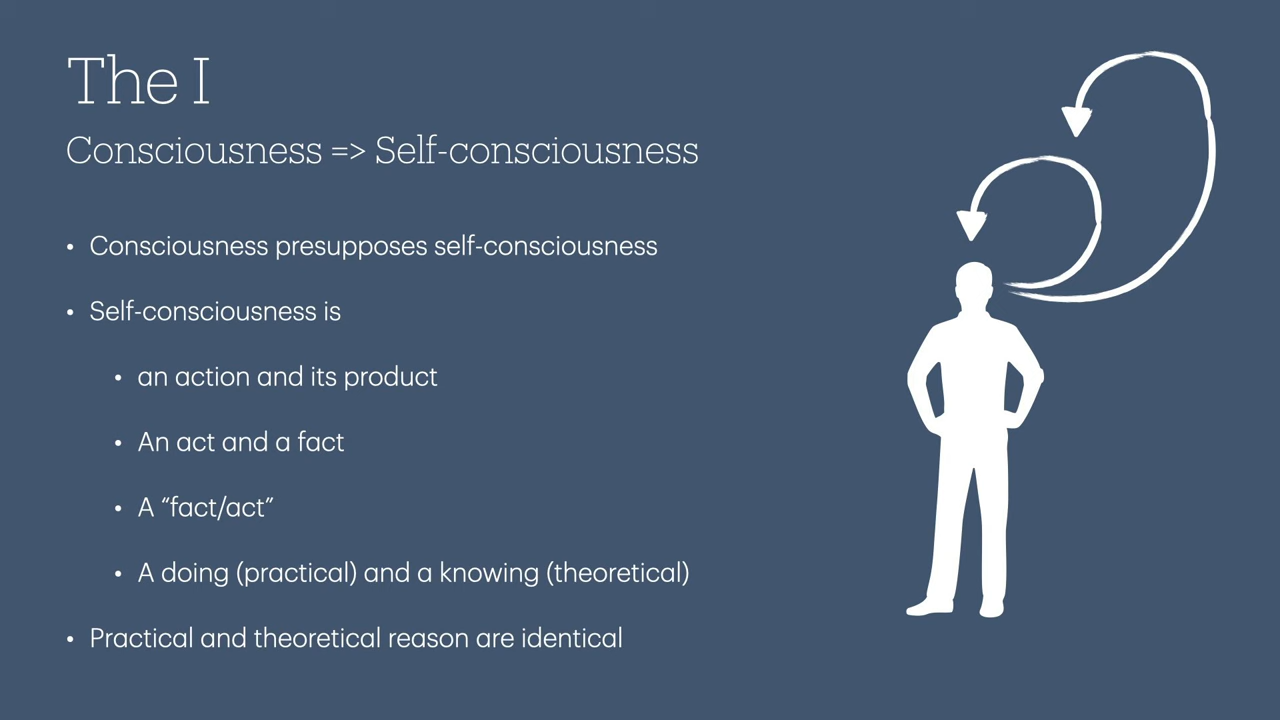 The I
Consciousness => Self-consciousness
• Consciousness presupposes self-consciousness
• Self-consciousness is
• an action and its product
• An act and a fact
• A “fact/act”
• A doing (practical) and a knowing (theoretical)
• Practical and theoretical reason are identical